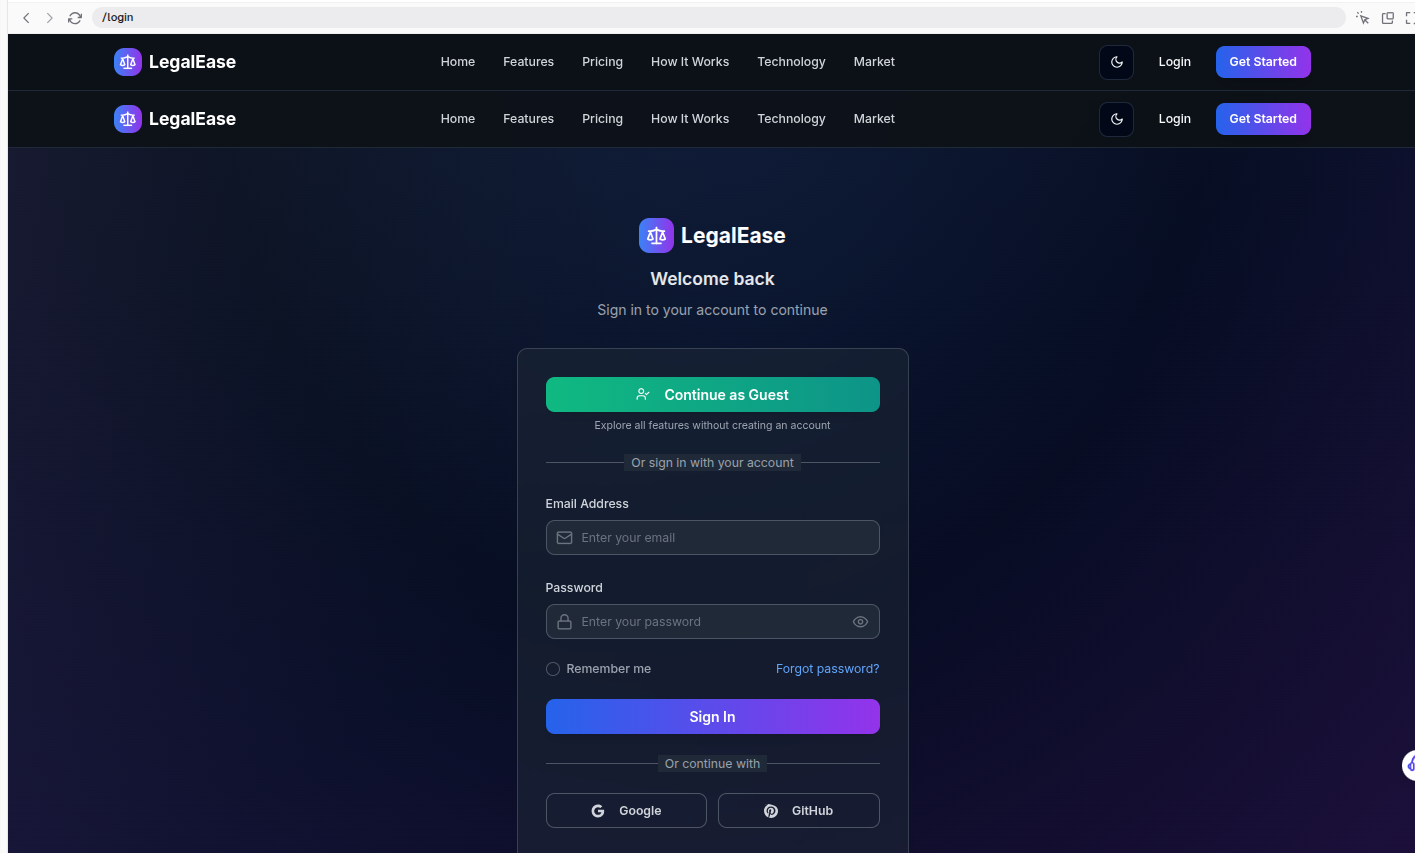 /login
LegalEase Home Features Pricing How It Works Technology Market Login Get Started
LegalEase Home Features Pricing How It Works Technology Market Login Get Started
LegalEase
Welcome back
Sign in to your account to continue
Continue as Guest
Explore all features without creating an account
Or sign in with your account
Email Address
Enter your email
Password
Enter your password
Remember me Forgot password?
Sign In
Or continue with
Google GitHub